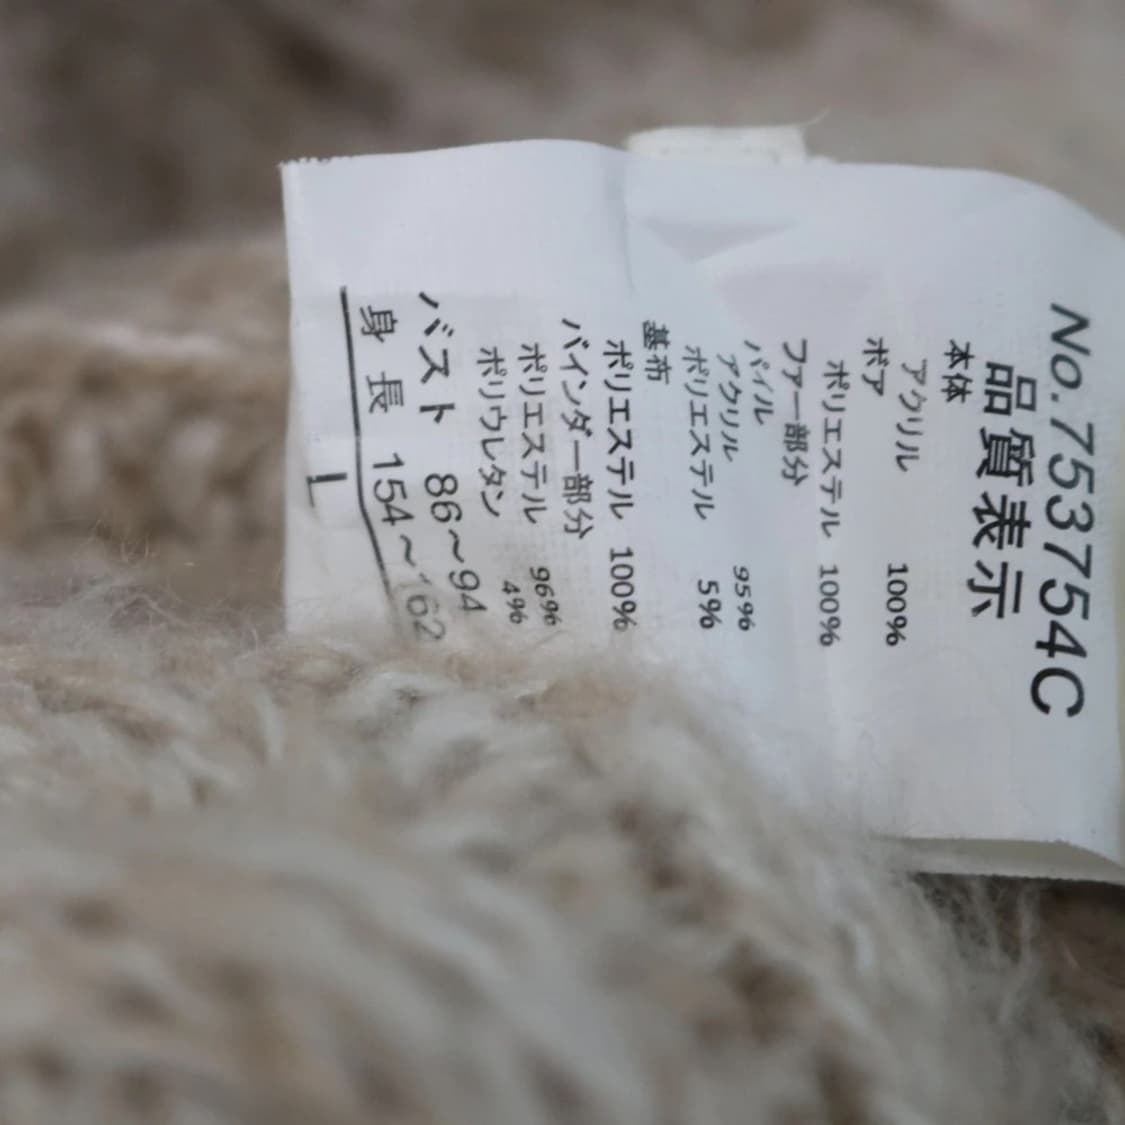 No.753754C
品質表示
本体
アクリル 100%
ボア
ポリエステル 100%
ファー部分
パイル
アクリル 95%
ポリエステル 5%
基布
ポリエステル 100%
バインダー部分
ポリエステル 96%
ポリウレタン 4%
バスト 86〜94
身長 154〜162
L